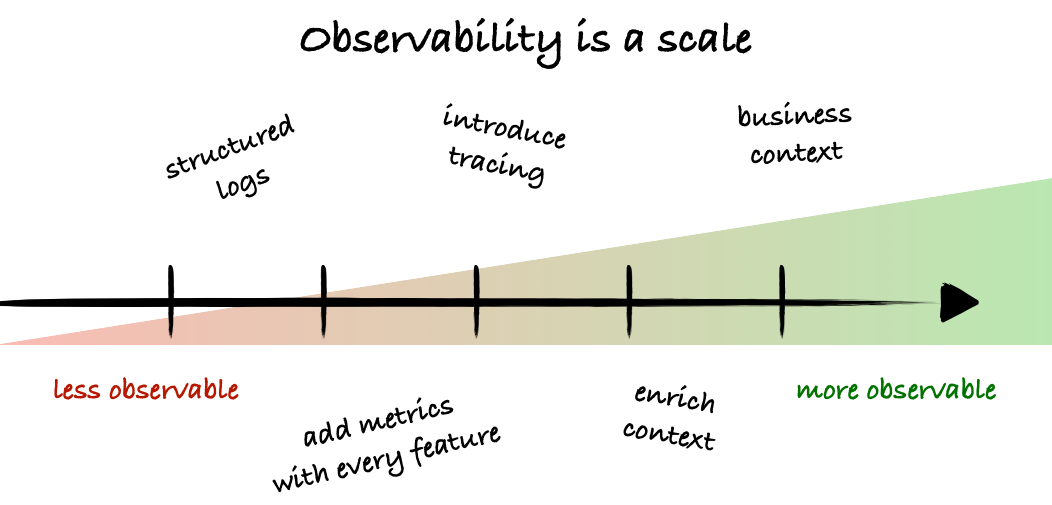 Observability is a scale
structured
logs
introduce
tracing
business
context
less observable
add metrics
with every feature
enrich
context
more observable